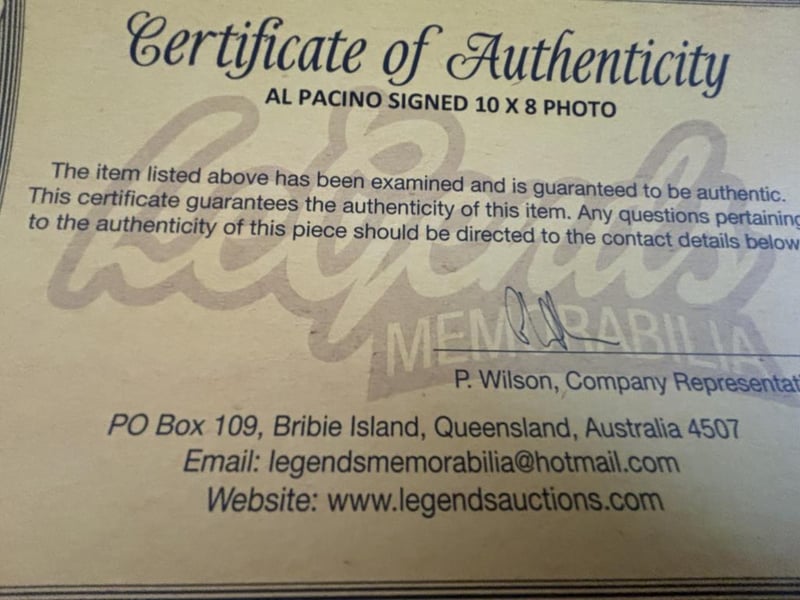 Certificate of Authenticity
AL PACINO SIGNED 10 X 8 PHOTO
Legends
MEMORABILIA
The item listed above has been examined and is guaranteed to be authentic.
This certificate guarantees the authenticity of this item. Any questions pertaining
to the authenticity of this piece should be directed to the contact details below
P. Wilson, Company Representati
PO Box 109, Bribie Island, Queensland, Australia 4507
Email: legendsmemorabilia@hotmail.com
Website: www.legendsauctions.com